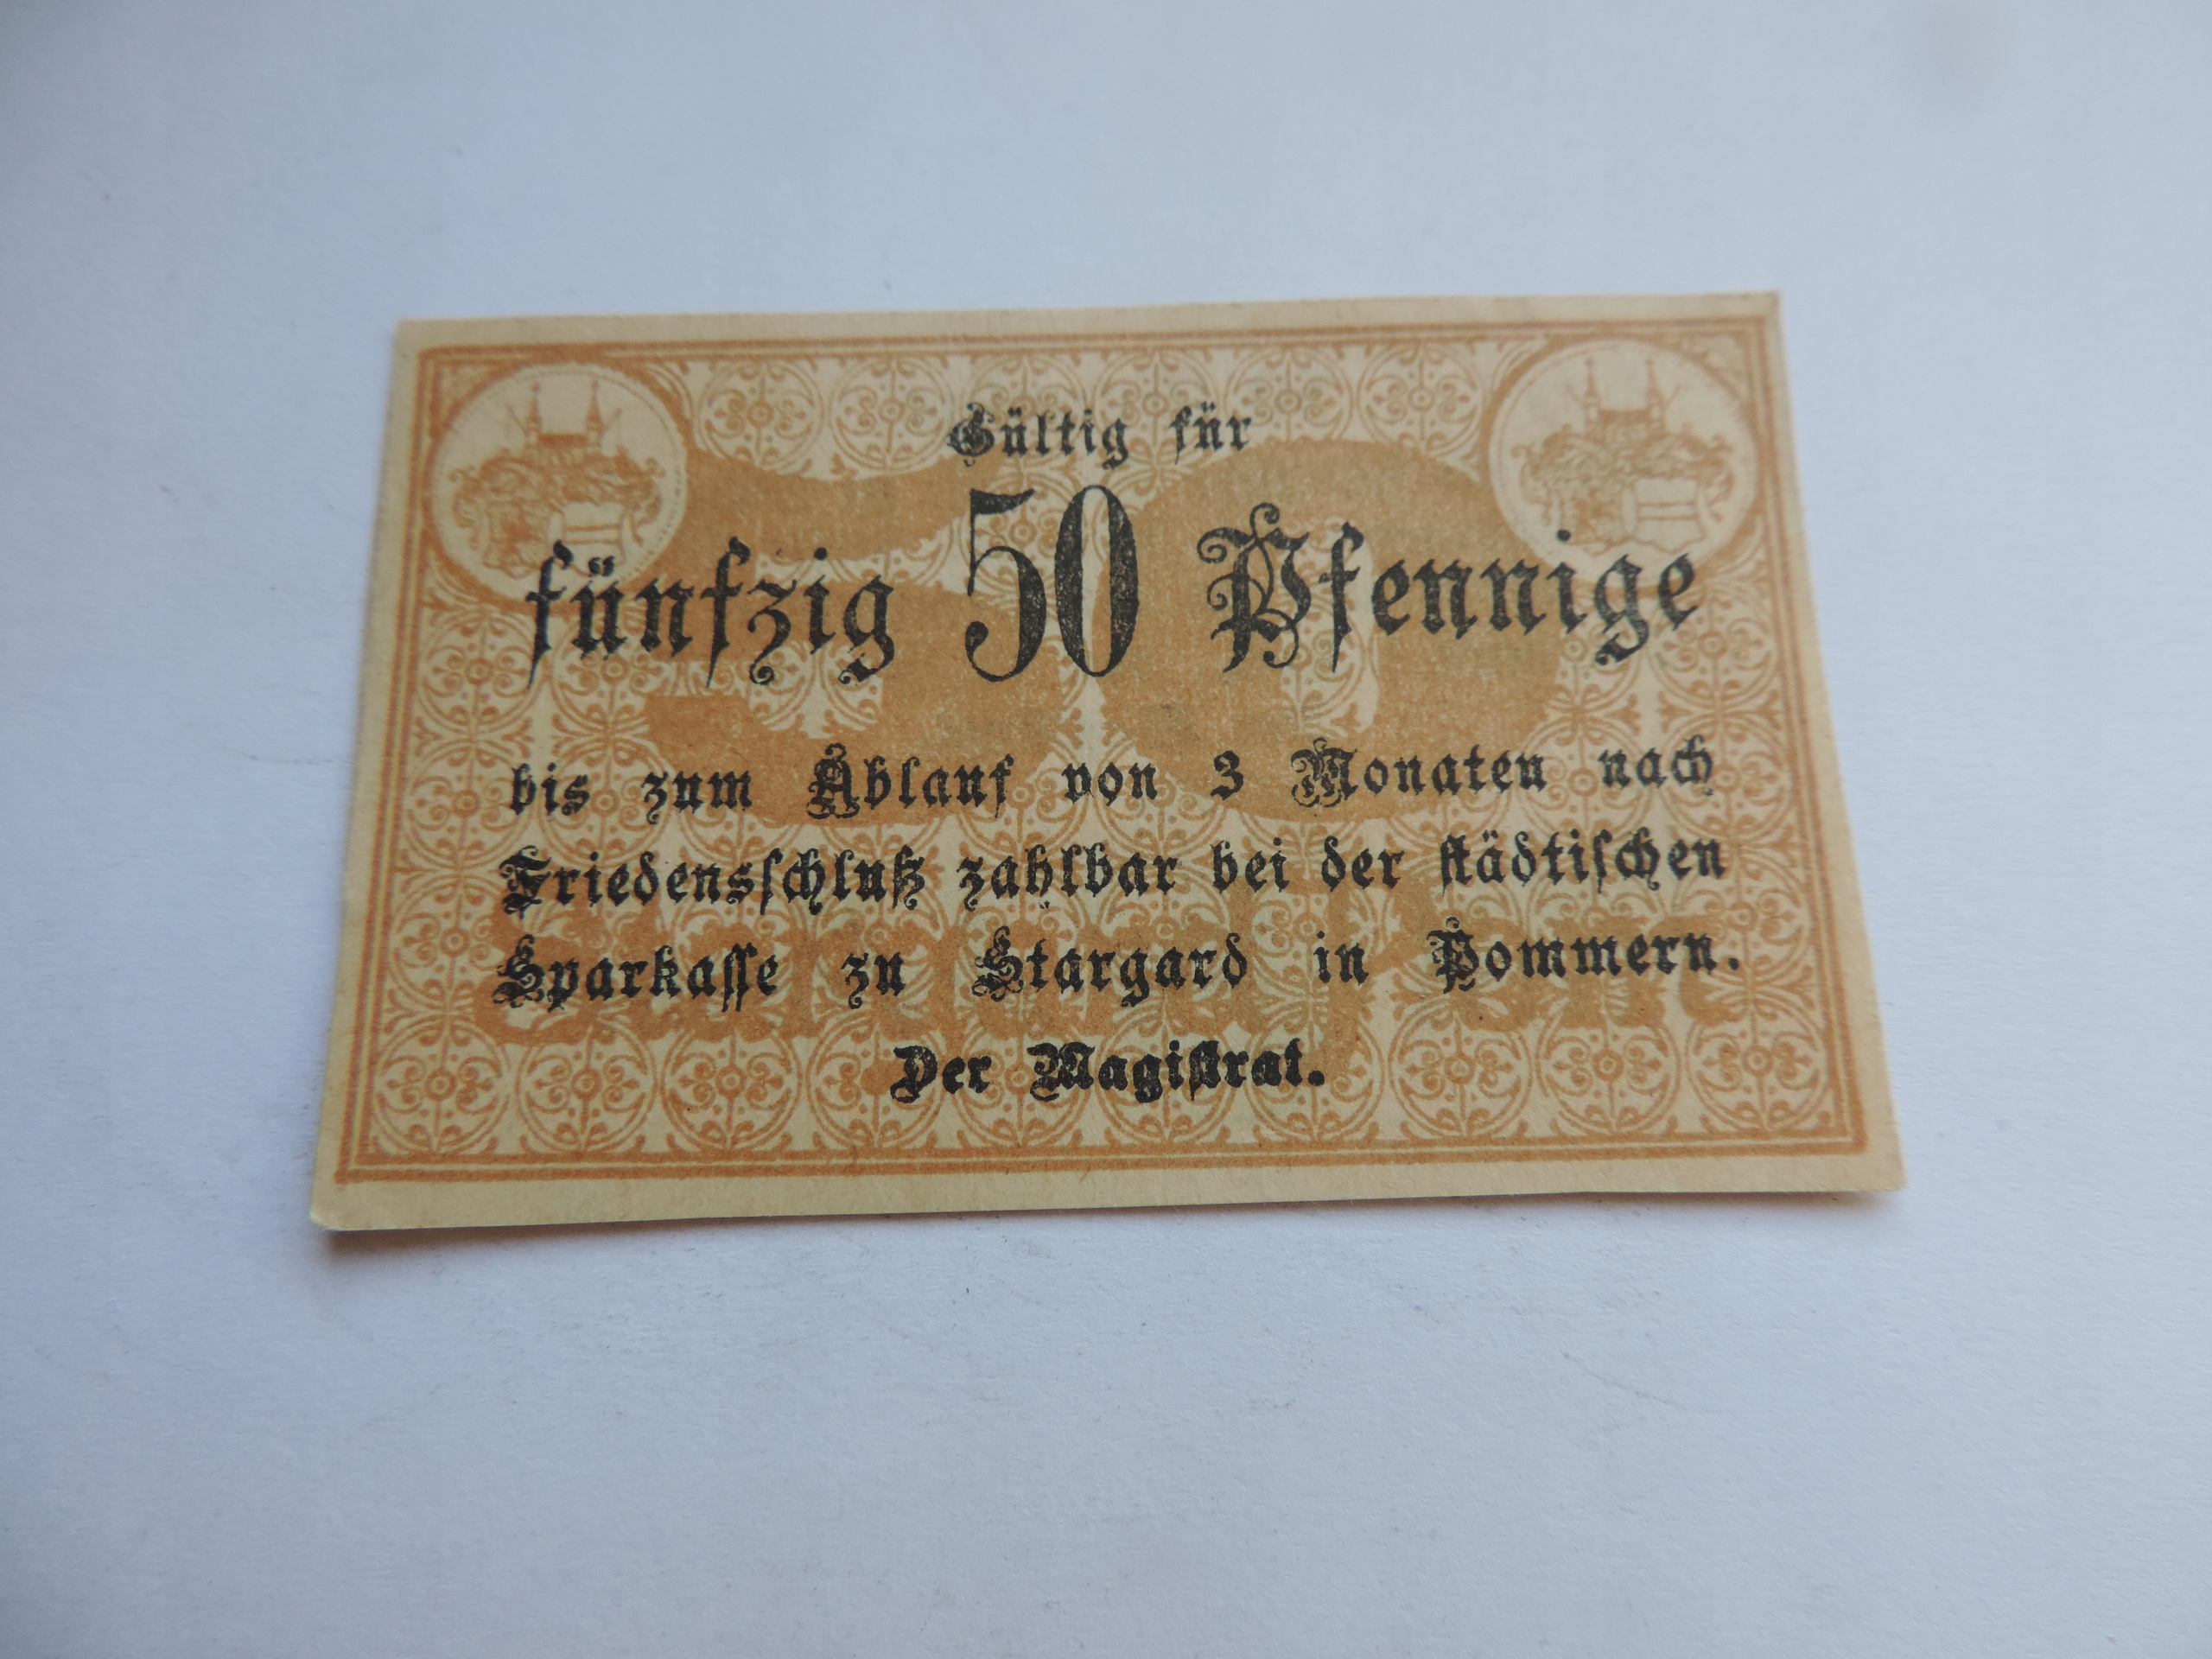 Gültig für
fünfzig 50 Pfennige
bis zum Ablauf von 3 Monaten nach
Friedensschluß zahlbar bei der städtischen
Sparkasse zu Stargard in Pommern.
Der Magistrat.
50